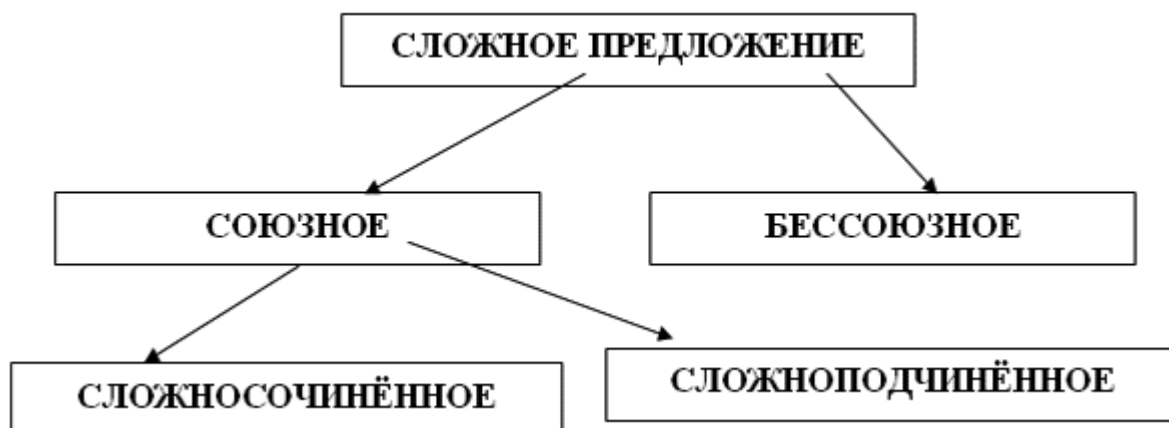 СЛОЖНОЕ ПРЕДЛОЖЕНИЕ
СОЮЗНОЕ
БЕССОЮЗНОЕ
СЛОЖНОСОЧИНЁННОЕ
СЛОЖНОПОДЧИНЁННОЕ